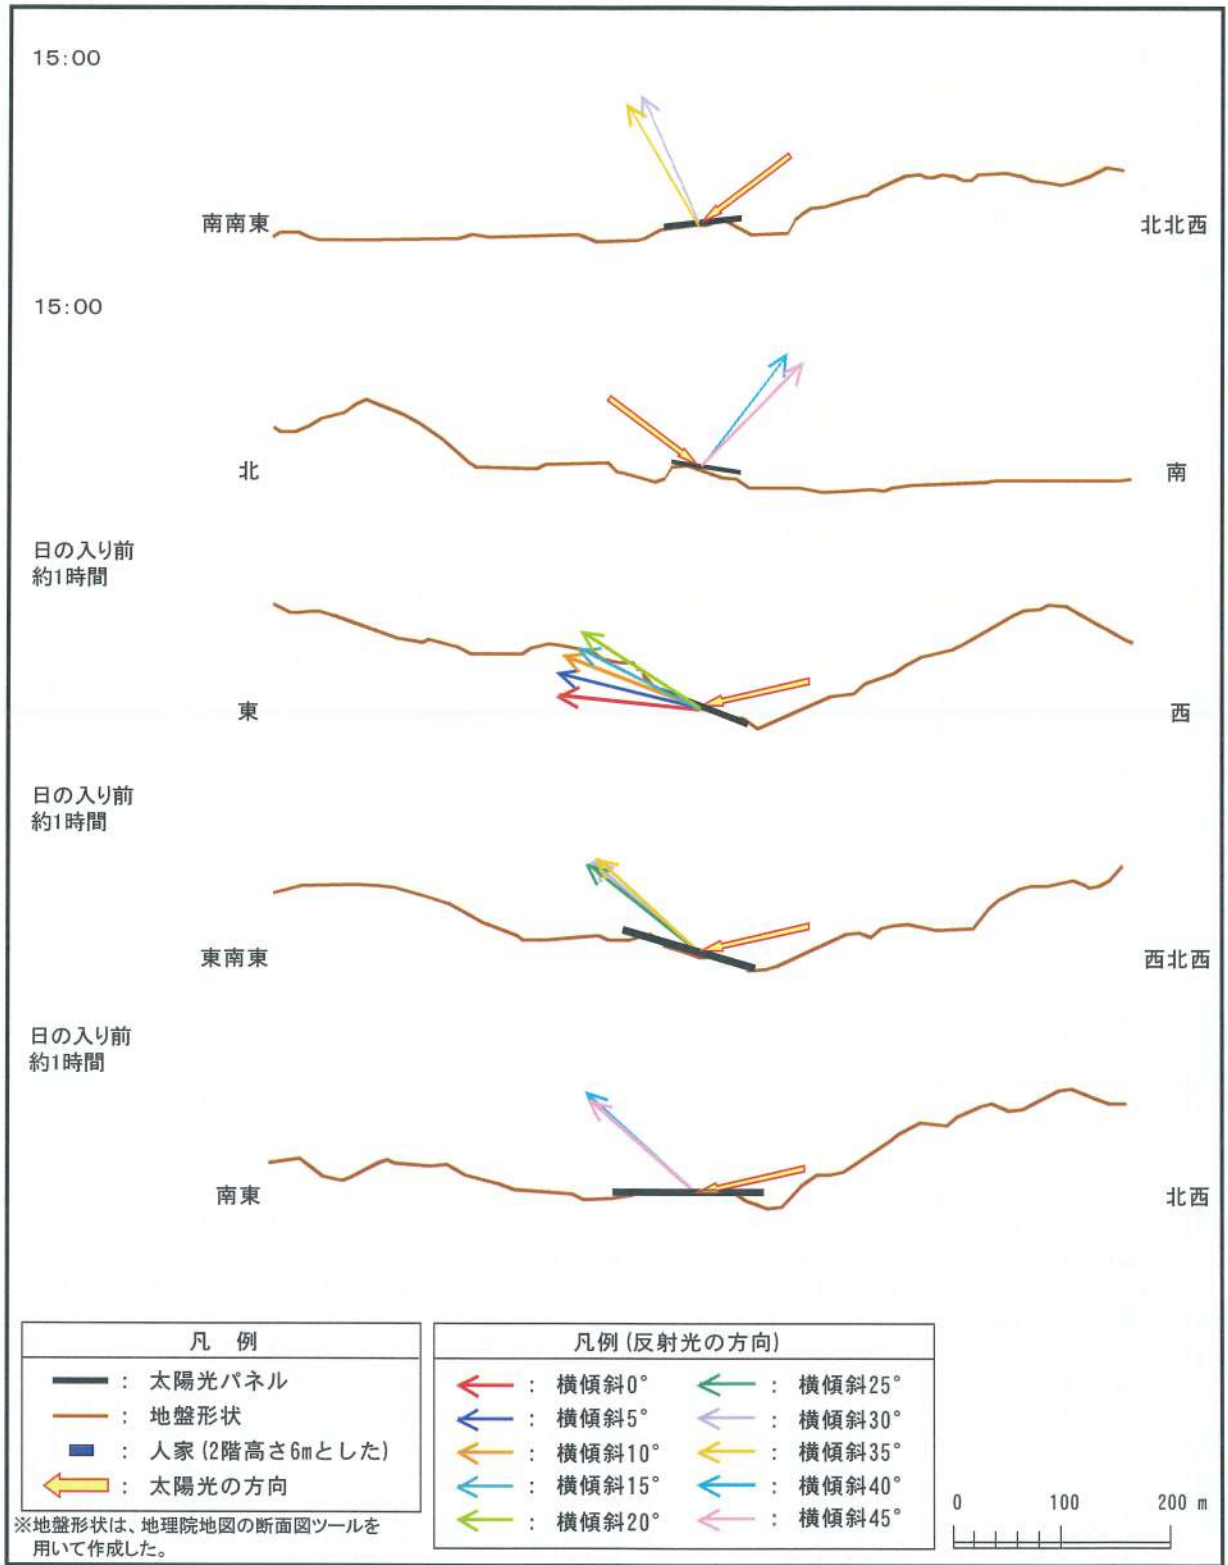 15:00
南南東
北北西
15:00
北
南
日の入り前
約1時間
東
西
日の入り前
約1時間
東南東
西北西
日の入り前
約1時間
南東
北西
凡 例
： 太陽光パネル
： 地盤形状
： 人家(2階高さ6mとした)
： 太陽光の方向
※地盤形状は、地理院地図の断面図ツールを
用いて作成した。
凡例(反射光の方向)
： 横傾斜0° ： 横傾斜25°
： 横傾斜5° ： 横傾斜30°
： 横傾斜10° ： 横傾斜35°
： 横傾斜15° ： 横傾斜40°
： 横傾斜20° ： 横傾斜45°
0 100 200 m